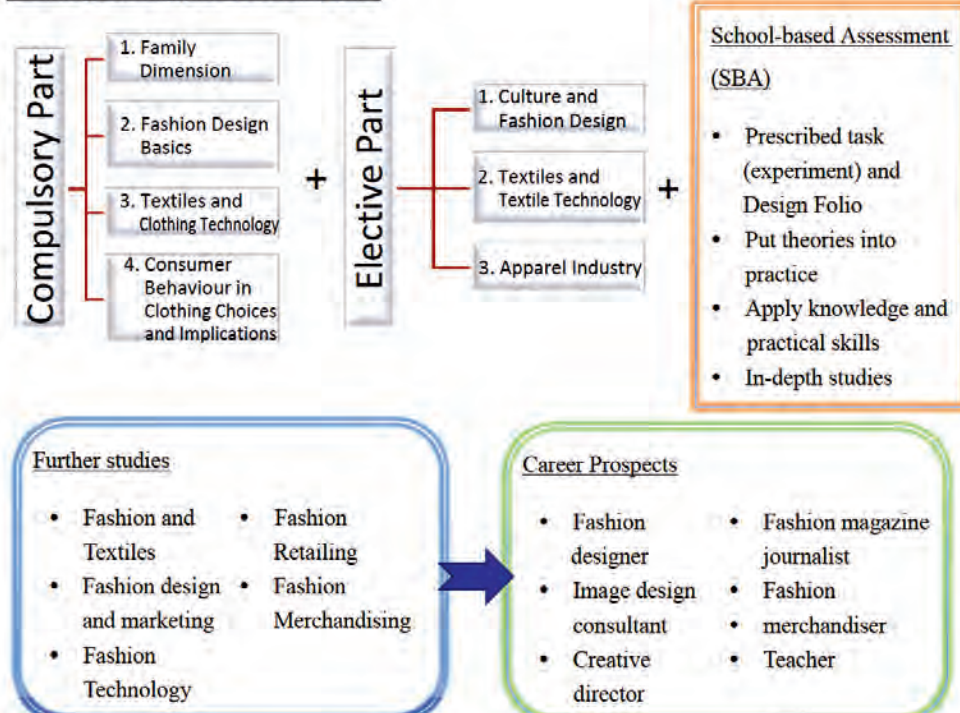 Compulsory Part
1. Family
Dimension
2. Fashion Design
Basics
3. Textiles and
Clothing Technology
4. Consumer
Behaviour in
Clothing Choices
and Implications
+
Elective Part
1. Culture and
Fashion Design
2. Textiles and
Textile Technology
3. Apparel Industry
+
School-based Assessment
(SBA)
• Prescribed task
(experiment) and
Design Folio
• Put theories into
practice
• Apply knowledge and
practical skills
• In-depth studies
Further studies
• Fashion and
Textiles
• Fashion design
and marketing
• Fashion
Technology
• Fashion
Retailing
• Fashion
Merchandising
Career Prospects
• Fashion
designer
• Image design
consultant
• Creative
director
• Fashion magazine
journalist
• Fashion
• merchandiser
• Teacher